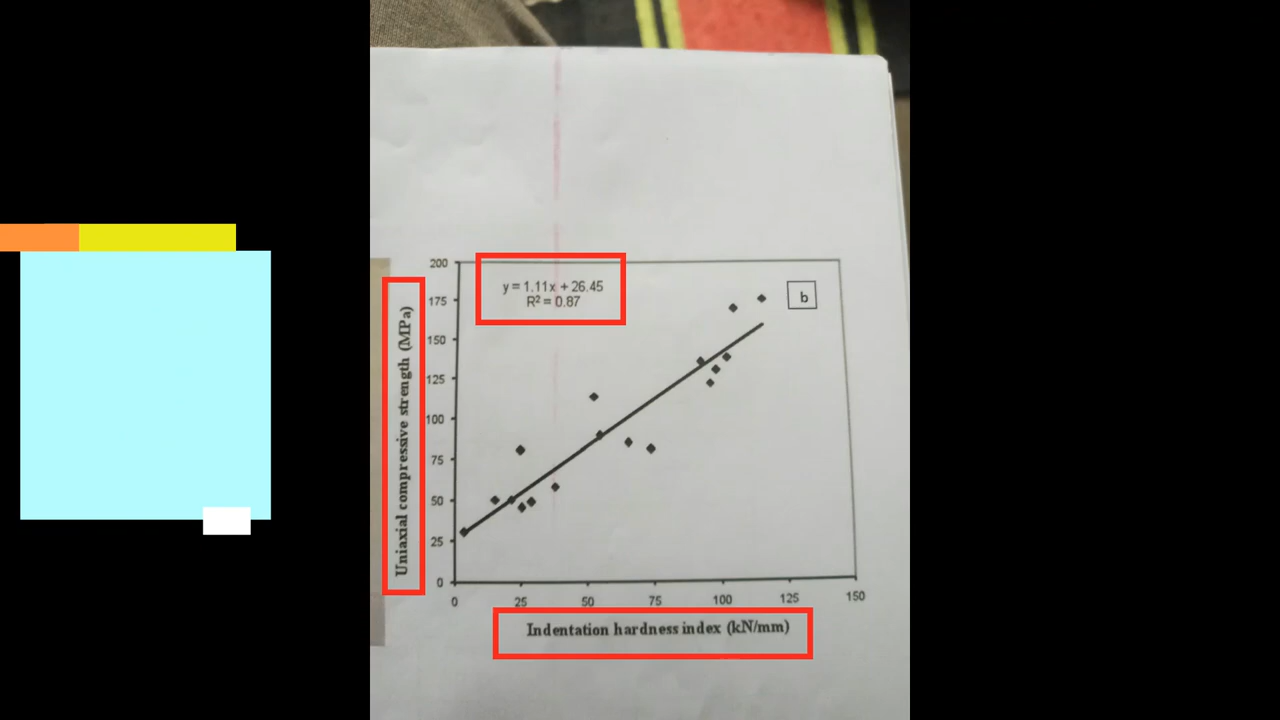 200
y = 1.11x + 26.45
R² = 0.87
b
175
150
125
100
75
50
25
0
Uniaxial compressive strength (MPa)
0 25 50 75 100 125 150
Indentation hardness index (kN/mm)